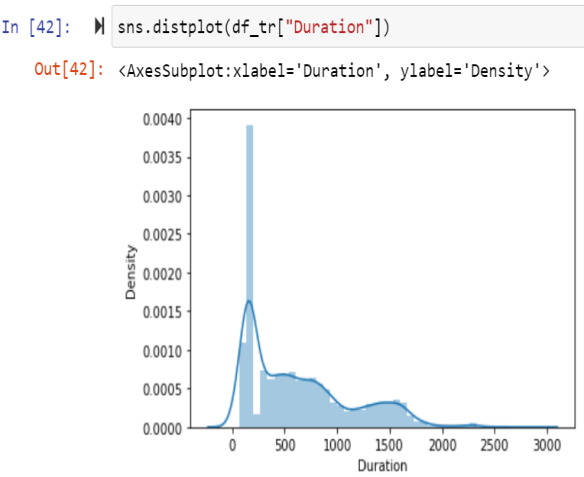 In [42]: sns.distplot(df_tr["Duration"])
Out[42]: <AxesSubplot:xlabel='Duration', ylabel='Density'>
0.0040
0.0035
0.0030
0.0025
0.0020
0.0015
0.0010
0.0005
0.0000
Density
0 500 1000 1500 2000 2500 3000
Duration